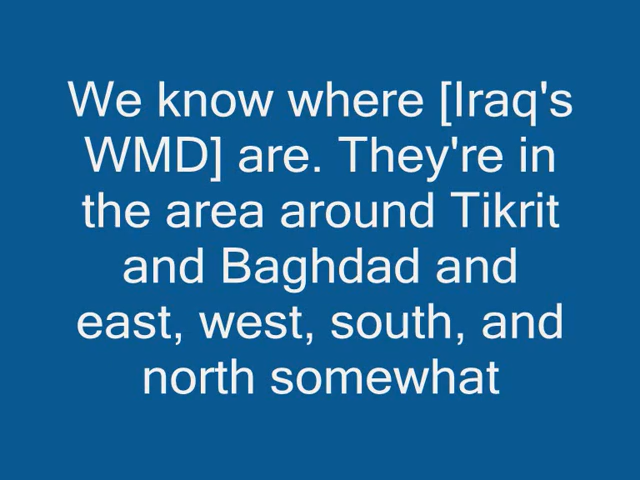 We know where [Iraq's
WMD] are. They're in
the area around Tikrit
and Baghdad and
east, west, south, and
north somewhat